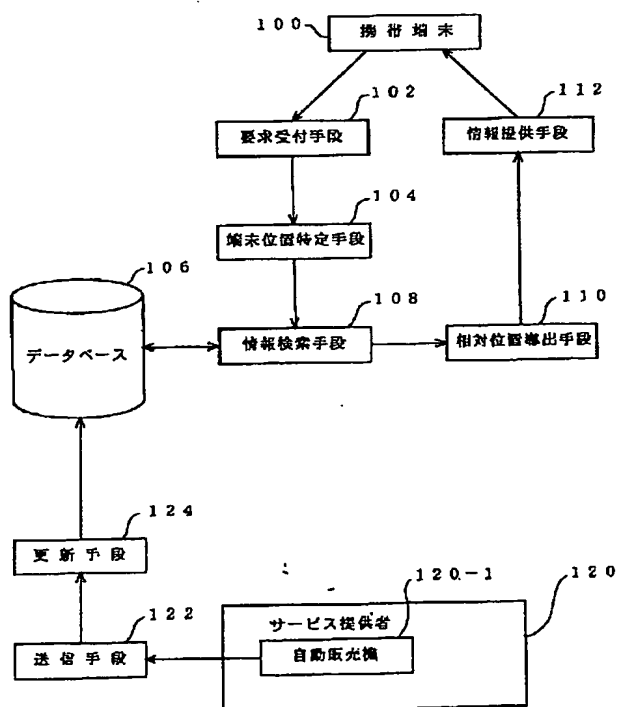 100
携帯端末
102
112
要求受付手段
情報提供手段
104
端末位置特定手段
106
108
110
データベース
情報検索手段
相対位置導出手段
124
更新手段
120-1
120
122
サービス提供者
送信手段
自動販売機